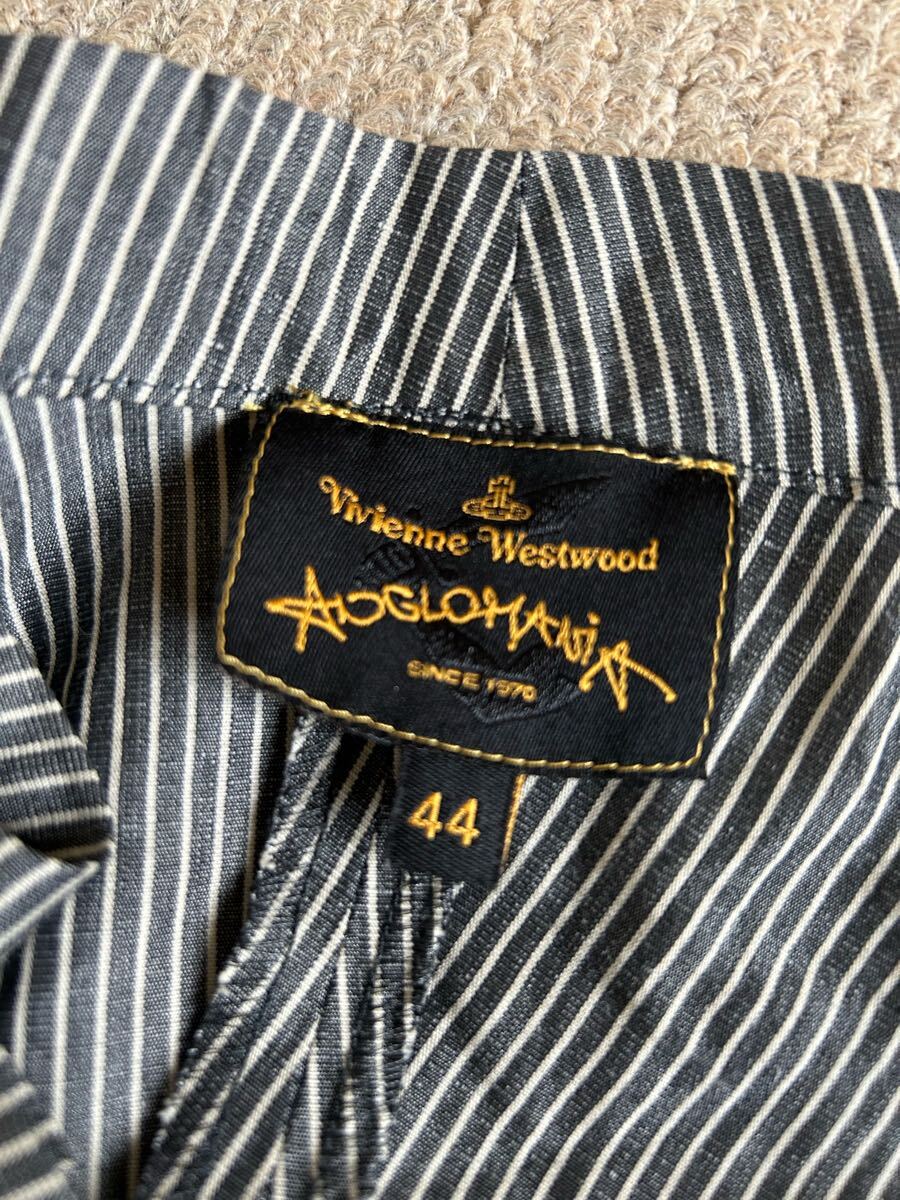 Vivienne Westwood
ANGLOMANIA
SINCE 1970
44